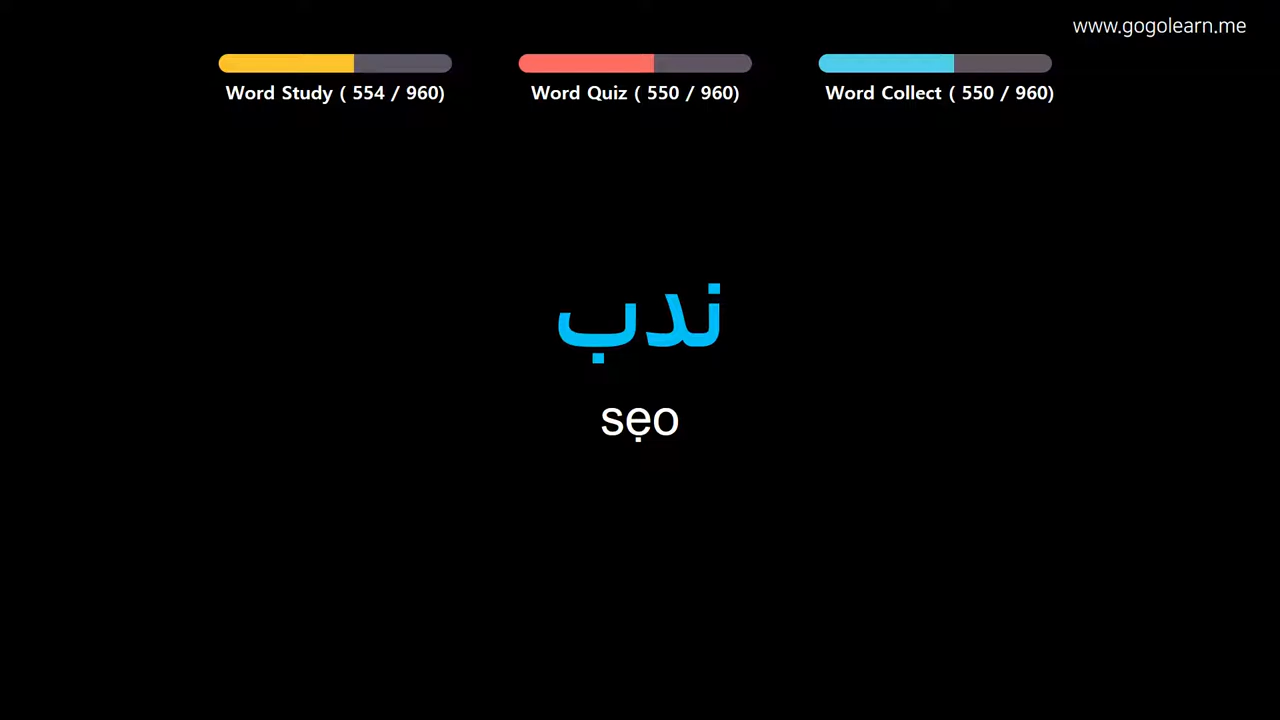 www.gogolearn.me
Word Study ( 554 / 960)
Word Quiz ( 550 / 960)
Word Collect ( 550 / 960)
ندب
sẹo